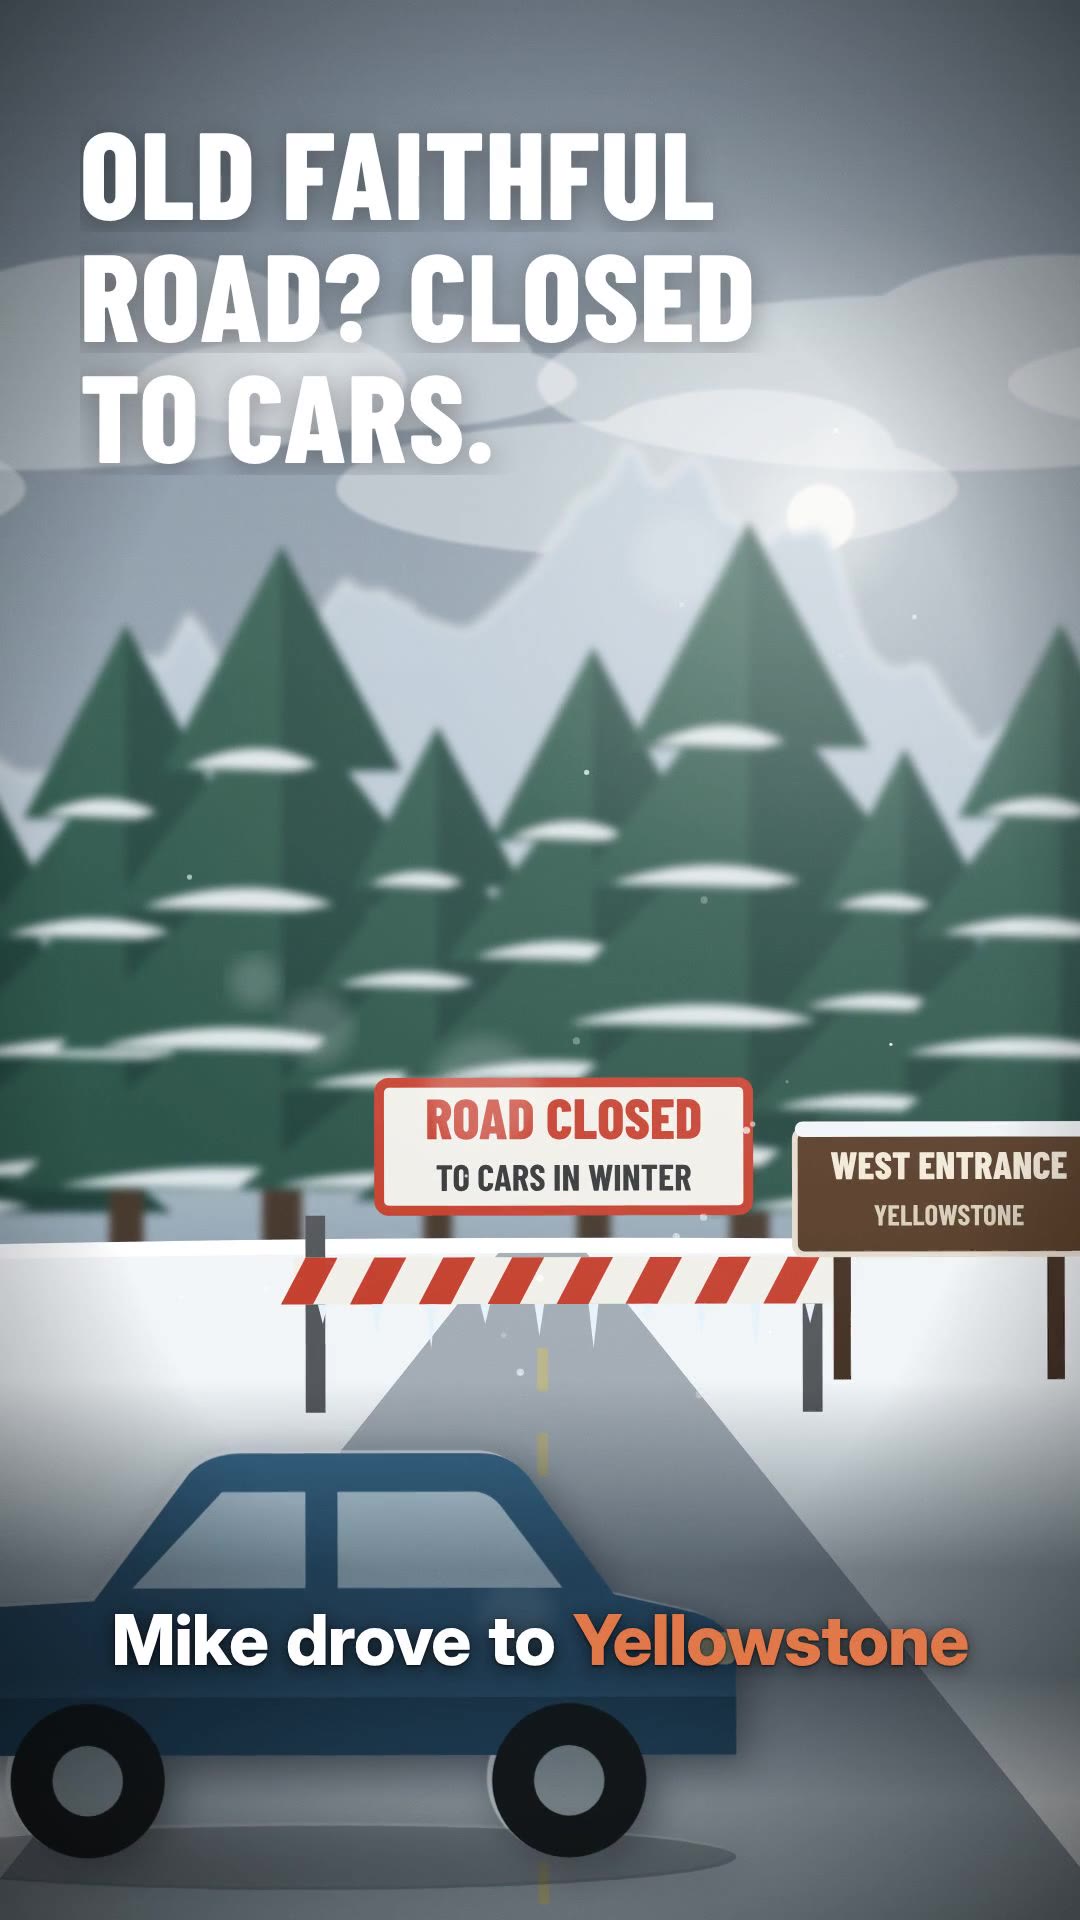 OLD FAITHFUL
ROAD? CLOSED
TO CARS.
ROAD CLOSED
TO CARS IN WINTER
WEST ENTRANCE
YELLOWSTONE
Mike drove to Yellowstone